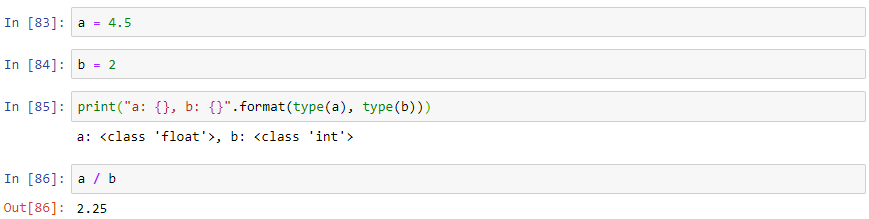 In [83]: a = 4.5
In [84]: b = 2
In [85]: print("a: {}, b: {}".format(type(a), type(b)))
a: <class 'float'>, b: <class 'int'>
In [86]: a / b
Out[86]: 2.25